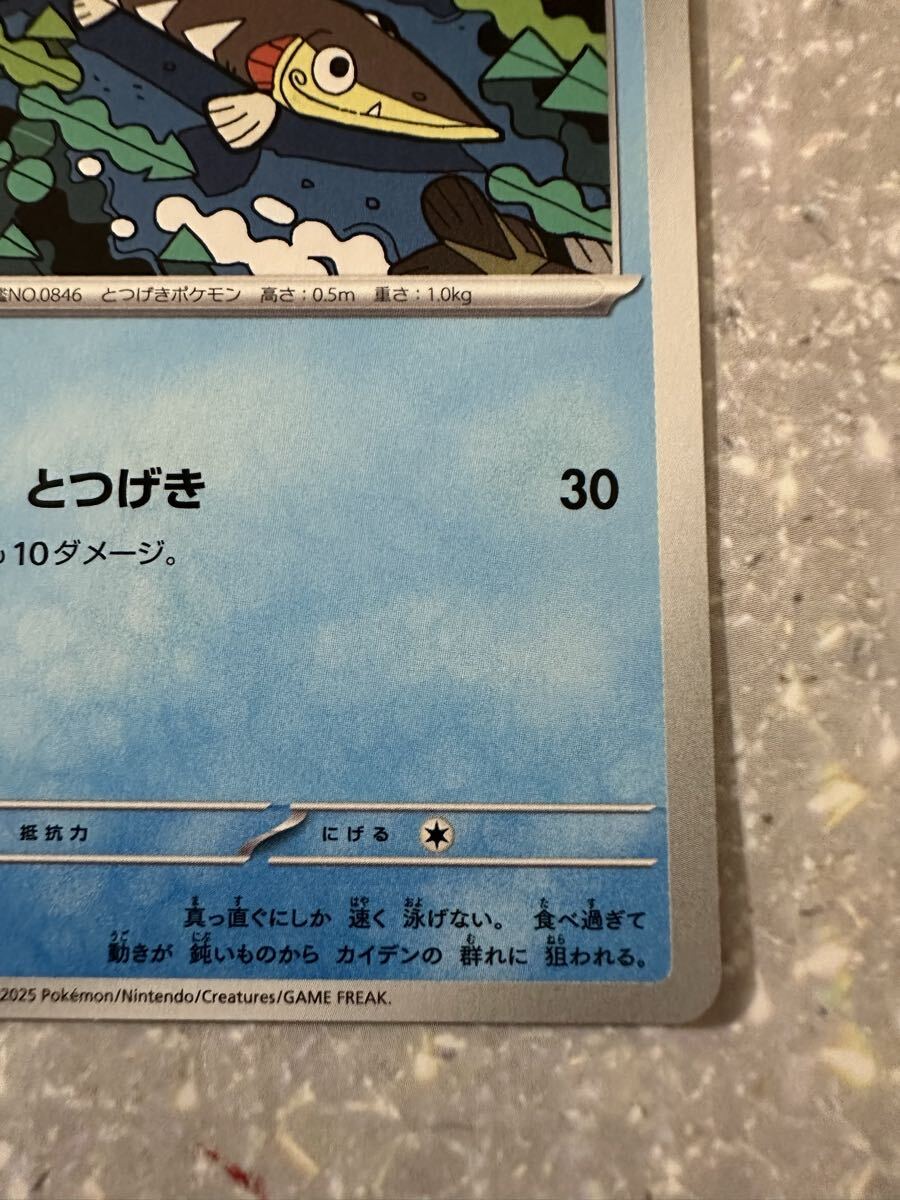 NO.0846 とつげきポケモン 高さ:0.5m 重さ:1.0kg
とつげき 30
10ダメージ。
抵抗力 にげる
真っ直ぐにしか 速く 泳げない。 食べ過ぎて
動きが 鈍いものから カイデンの 群れに 狙われる。
2025 Pokémon/Nintendo/Creatures/GAME FREAK.